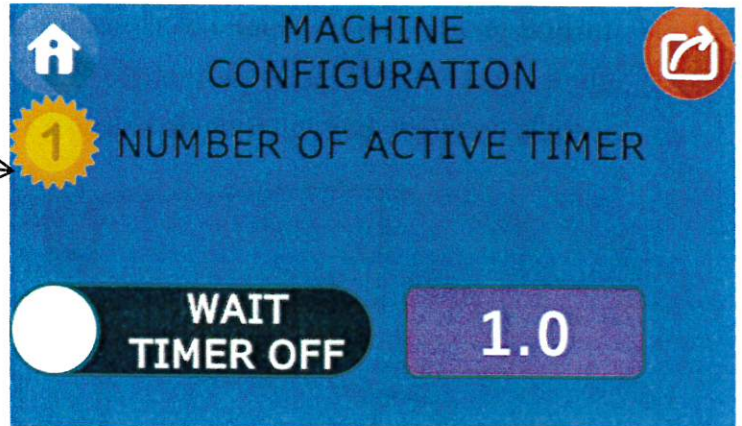 MACHINE
CONFIGURATION
1 NUMBER OF ACTIVE TIMER
WAIT
TIMER OFF
1.0